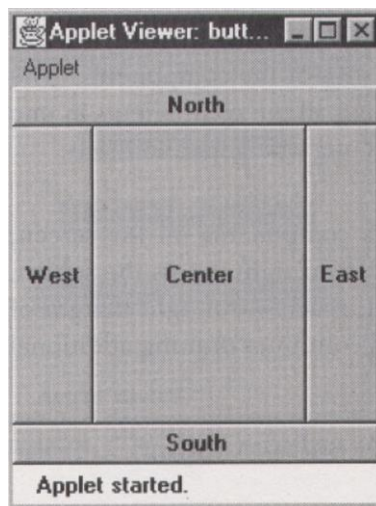 Applet Viewer: butt...
Applet
North
West Center East
South
Applet started.